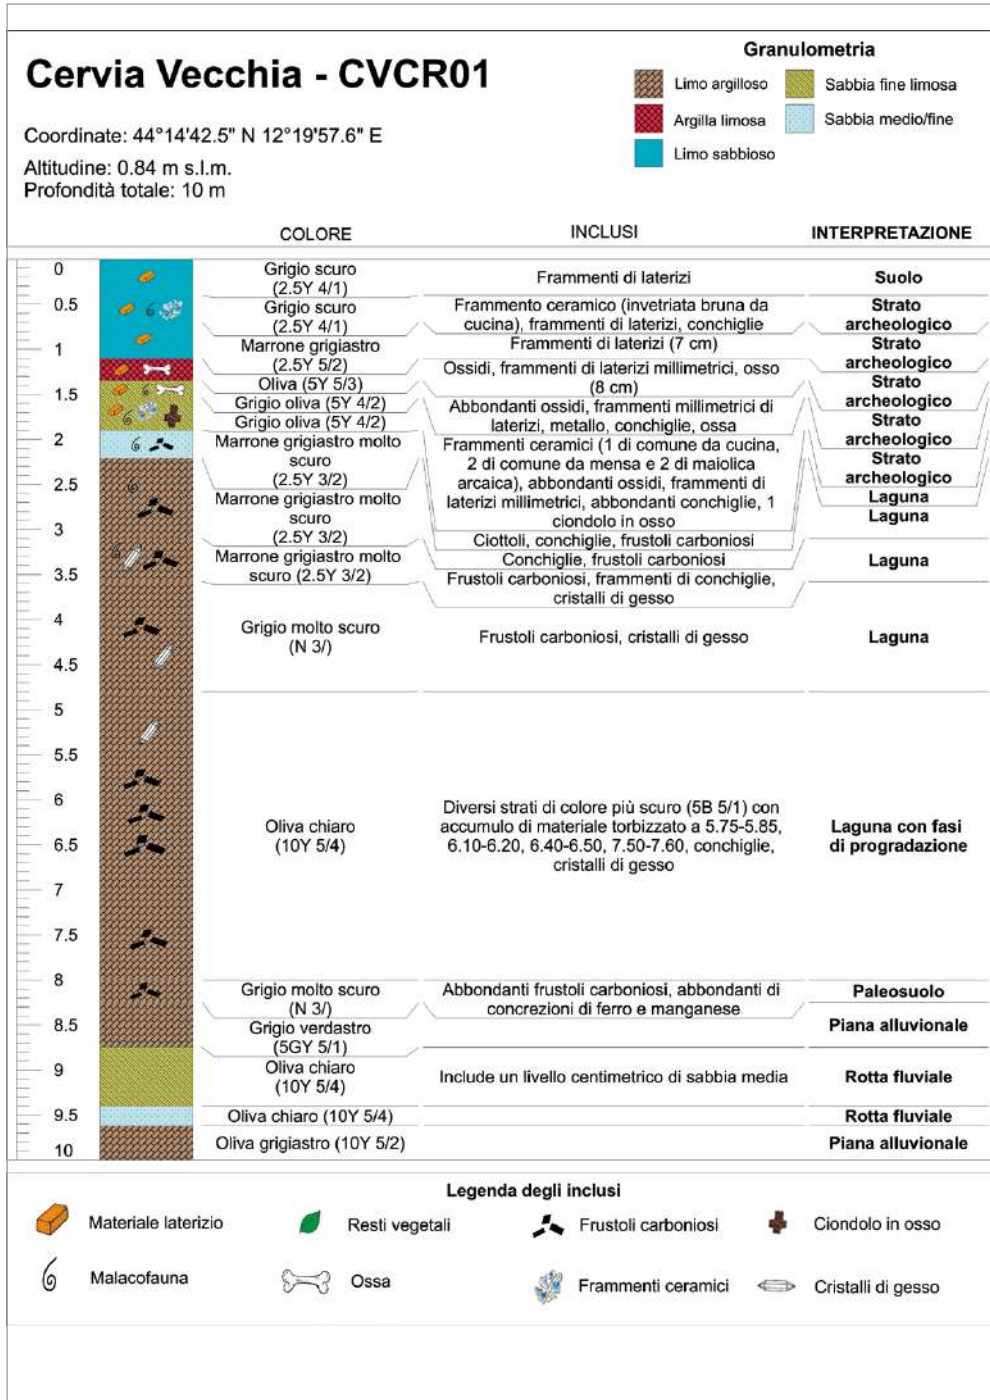 Cervia Vecchia - CVCR01
Coordinate: 44°14'42.5" N 12°19'57.6" E
Altitudine: 0.84 m s.l.m.
Profondità totale: 10 m
Granulometria
Limo argilloso
Sabbia fine limosa
Argilla limosa
Sabbia medio/fine
Limo sabbioso
COLORE
INCLUSI
INTERPRETAZIONE
0
0.5
1
1.5
2
2.5
3
3.5
4
4.5
5
5.5
6
6.5
7
7.5
8
8.5
9
9.5
10
Grigio scuro
(2.5Y 4/1)
Grigio scuro
(2.5Y 4/1)
Marrone grigiastro
(2.5Y 5/2)
Oliva (5Y 5/3)
Grigio oliva (5Y 4/2)
Grigio oliva (5Y 4/2)
Marrone grigiastro molto
scuro
(2.5Y 3/2)
Marrone grigiastro molto
scuro
(2.5Y 3/2)
Marrone grigiastro molto
scuro (2.5Y 3/2)
Grigio molto scuro
(N 3/)
Oliva chiaro
(10Y 5/4)
Grigio molto scuro
(N 3/)
Grigio verdastro
(5GY 5/1)
Oliva chiaro
(10Y 5/4)
Oliva chiaro (10Y 5/4)
Oliva grigiastro (10Y 5/2)
Frammenti di laterizi
Frammento ceramico (invetriata bruna da
cucina), frammenti di laterizi, conchiglie
Frammenti di laterizi (7 cm)
Ossidi, frammenti di laterizi millimetrici, osso
(8 cm)
Abbondanti ossidi, frammenti millimetrici di
laterizi, metallo, conchiglie, ossa
Frammenti ceramici (1 di comune da cucina,
2 di comune da mensa e 2 di maiolica
arcaica), abbondanti ossidi, frammenti di
laterizi millimetrici, abbondanti conchiglie, 1
ciondolo in osso
Ciottoli, conchiglie, frustoli carboniosi
Conchiglie, frustoli carboniosi
Frustoli carboniosi, frammenti di conchiglie,
cristalli di gesso
Frustoli carboniosi, cristalli di gesso
Diversi strati di colore più scuro (5B 5/1) con
accumulo di materiale torbizzato a 5.75-5.85,
6.10-6.20, 6.40-6.50, 7.50-7.60, conchiglie,
cristalli di gesso
Abbondanti frustoli carboniosi, abbondanti di
concrezioni di ferro e manganese
Include un livello centimetrico di sabbia media
Suolo
Strato
archeologico
Strato
archeologico
Strato
archeologico
Strato
archeologico
Strato
archeologico
Laguna
Laguna
Laguna
Laguna
Laguna con fasi
di progradazione
Paleosuolo
Piana alluvionale
Rotta fluviale
Rotta fluviale
Piana alluvionale
Legenda degli inclusi
Materiale laterizio
Resti vegetali
Frustoli carboniosi
Ciondolo in osso
Malacofauna
Ossa
Frammenti ceramici
Cristalli di gesso